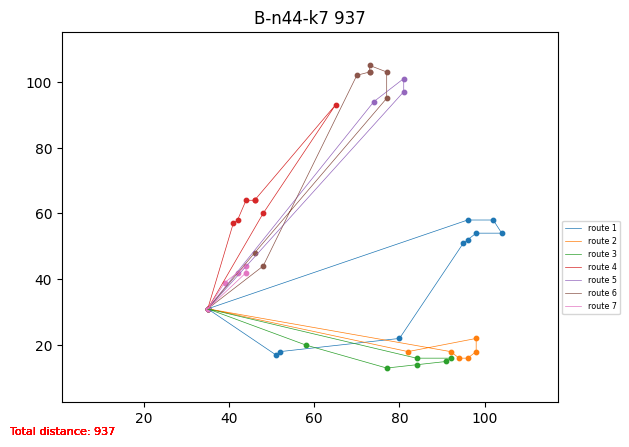 B-n44-k7 937
100
80
60
40
20
20
40
60
80
100
route 1
route 2
route 3
route 4
route 5
route 6
route 7
Total distance: 937